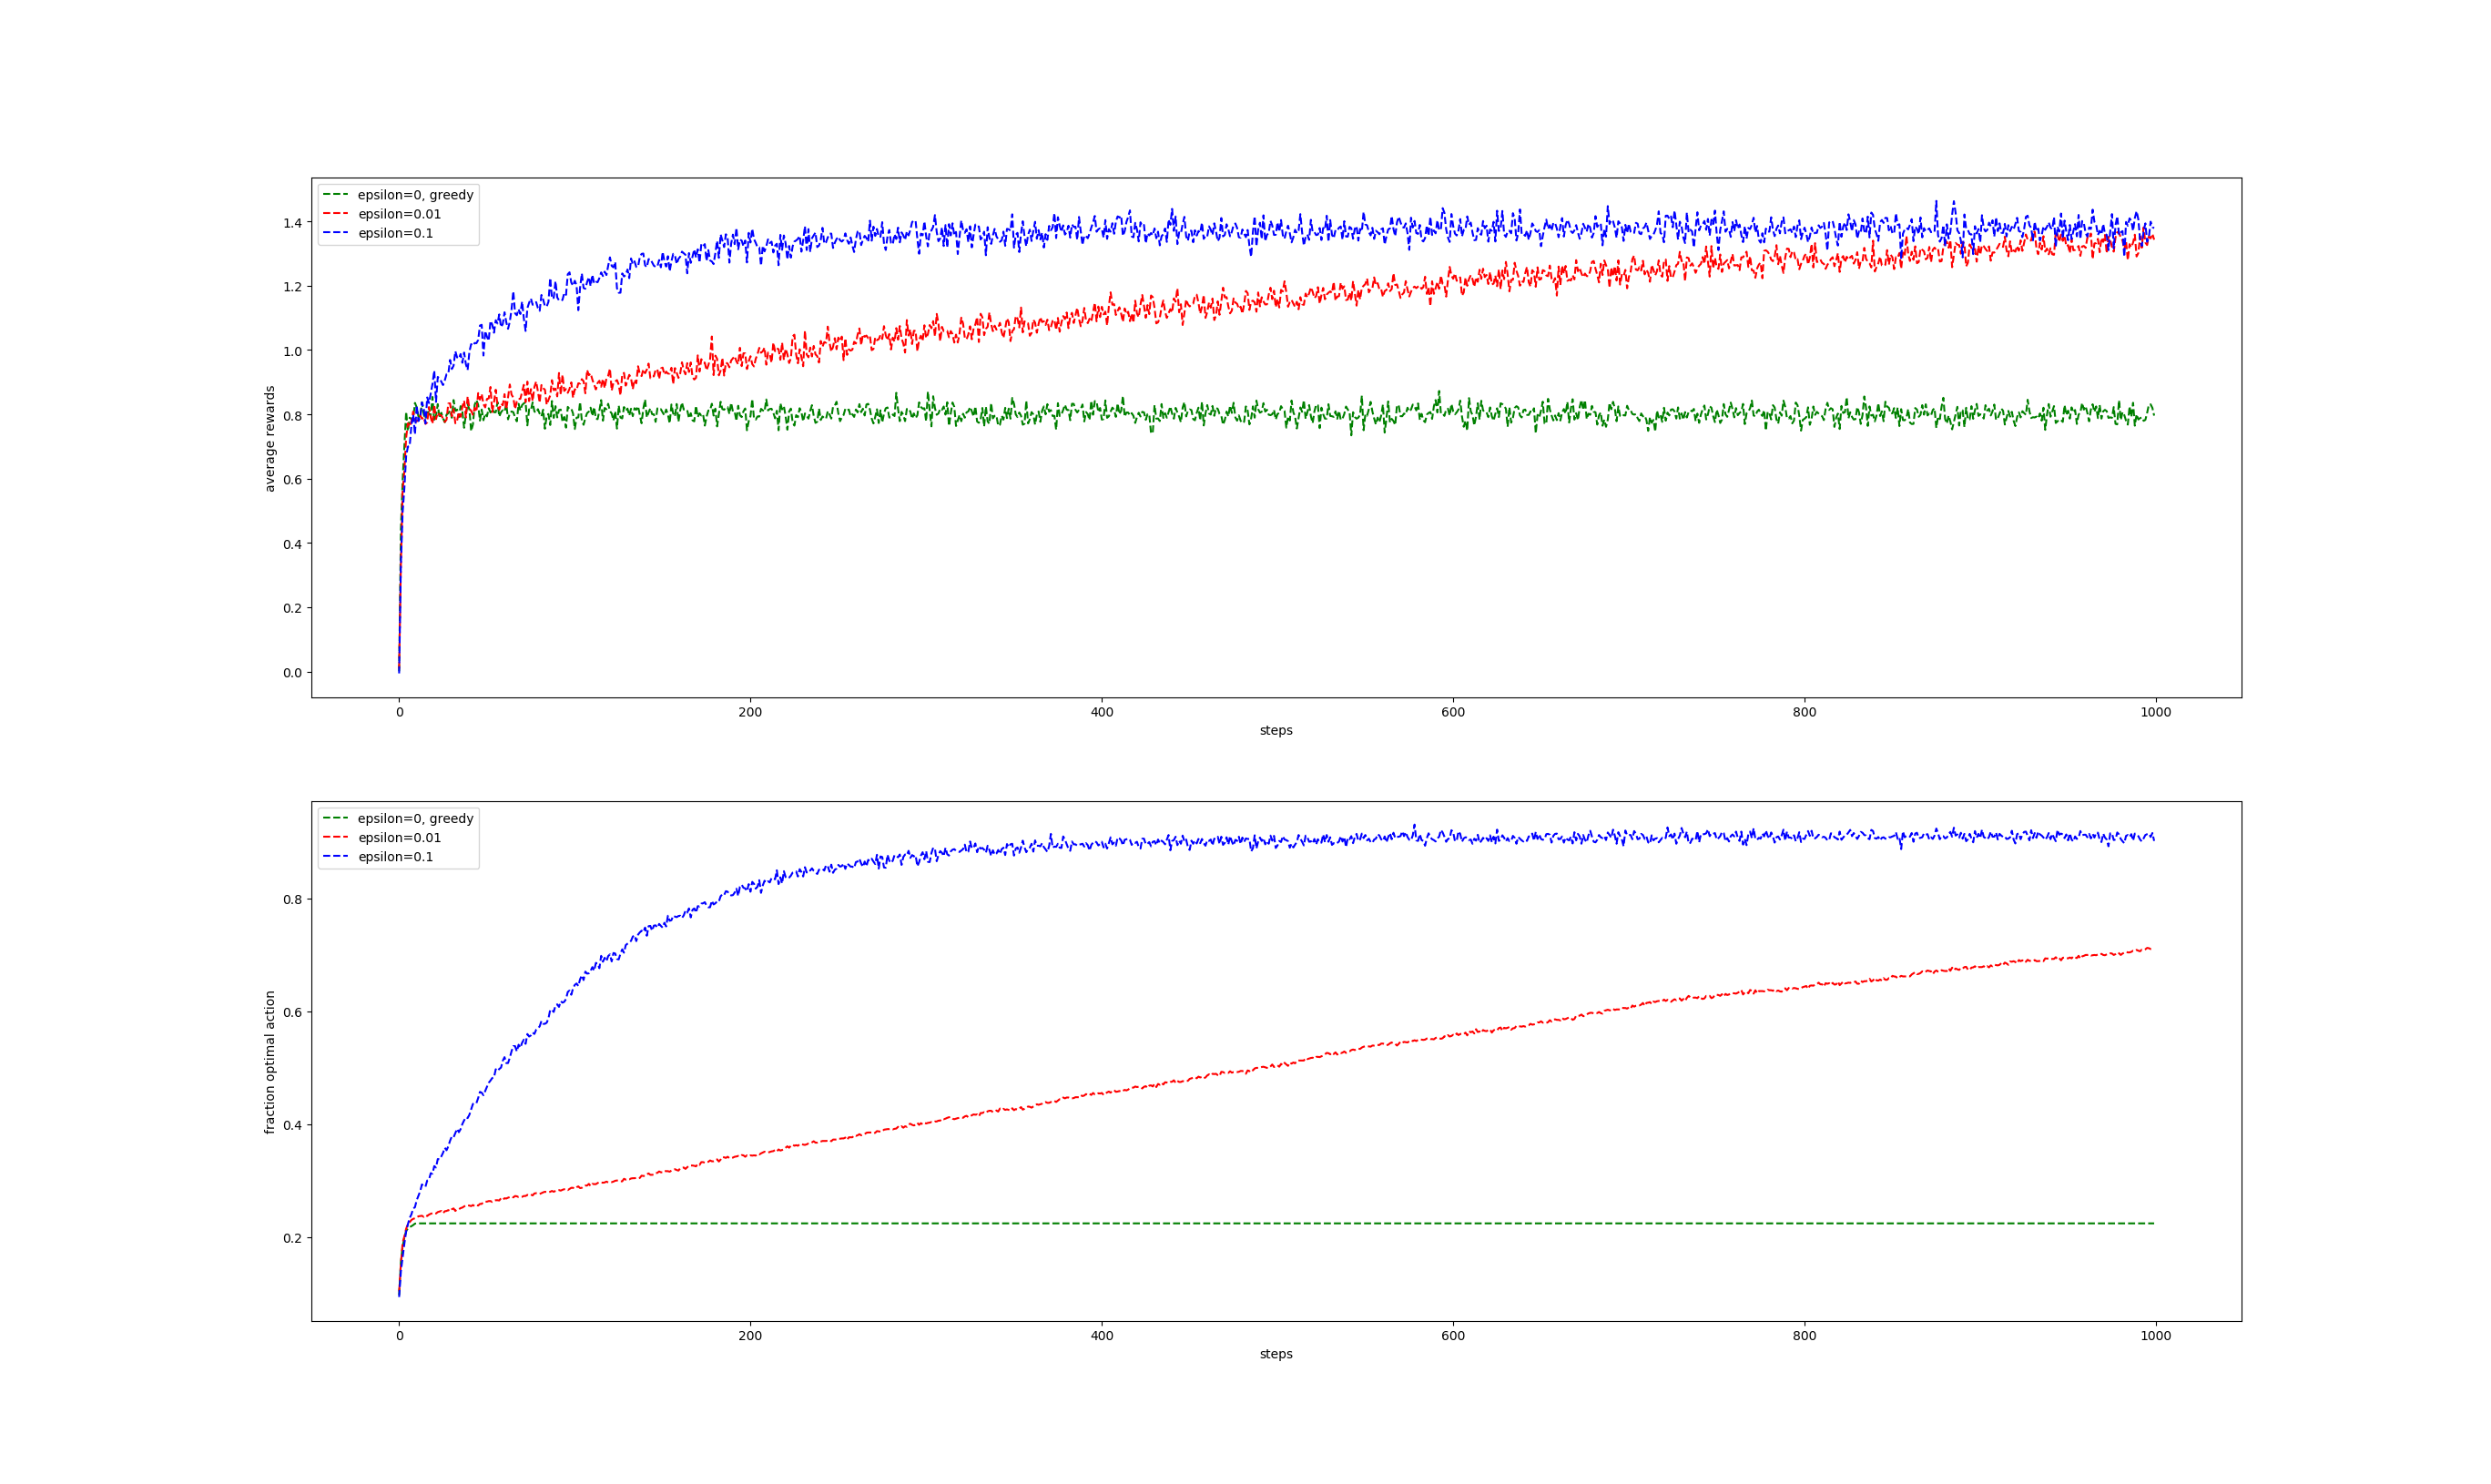 epsilon=0, greedy
epsilon=0.01
epsilon=0.1
average rewards
1.4
1.2
1.0
0.8
0.6
0.4
0.2
0.0
0 200 400 600 800 1000
steps
epsilon=0, greedy
epsilon=0.01
epsilon=0.1
fraction optimal action
0.8
0.6
0.4
0.2
0 200 400 600 800 1000
steps